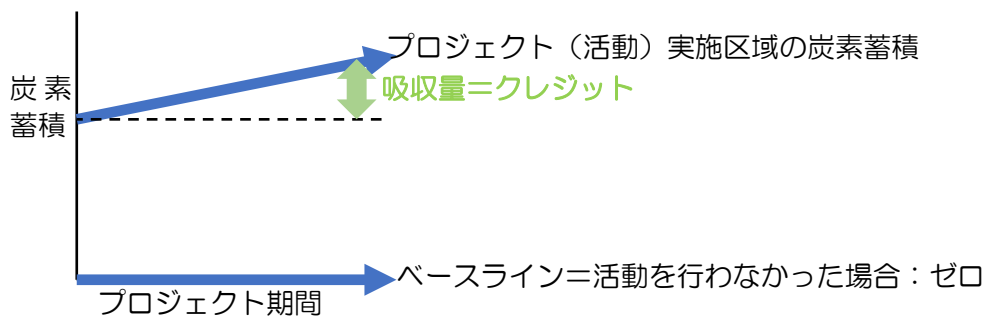 プロジェクト（活動）実施区域の炭素蓄積
吸収量＝クレジット
炭素
蓄積
ベースライン＝活動を行わなかった場合：ゼロ
プロジェクト期間